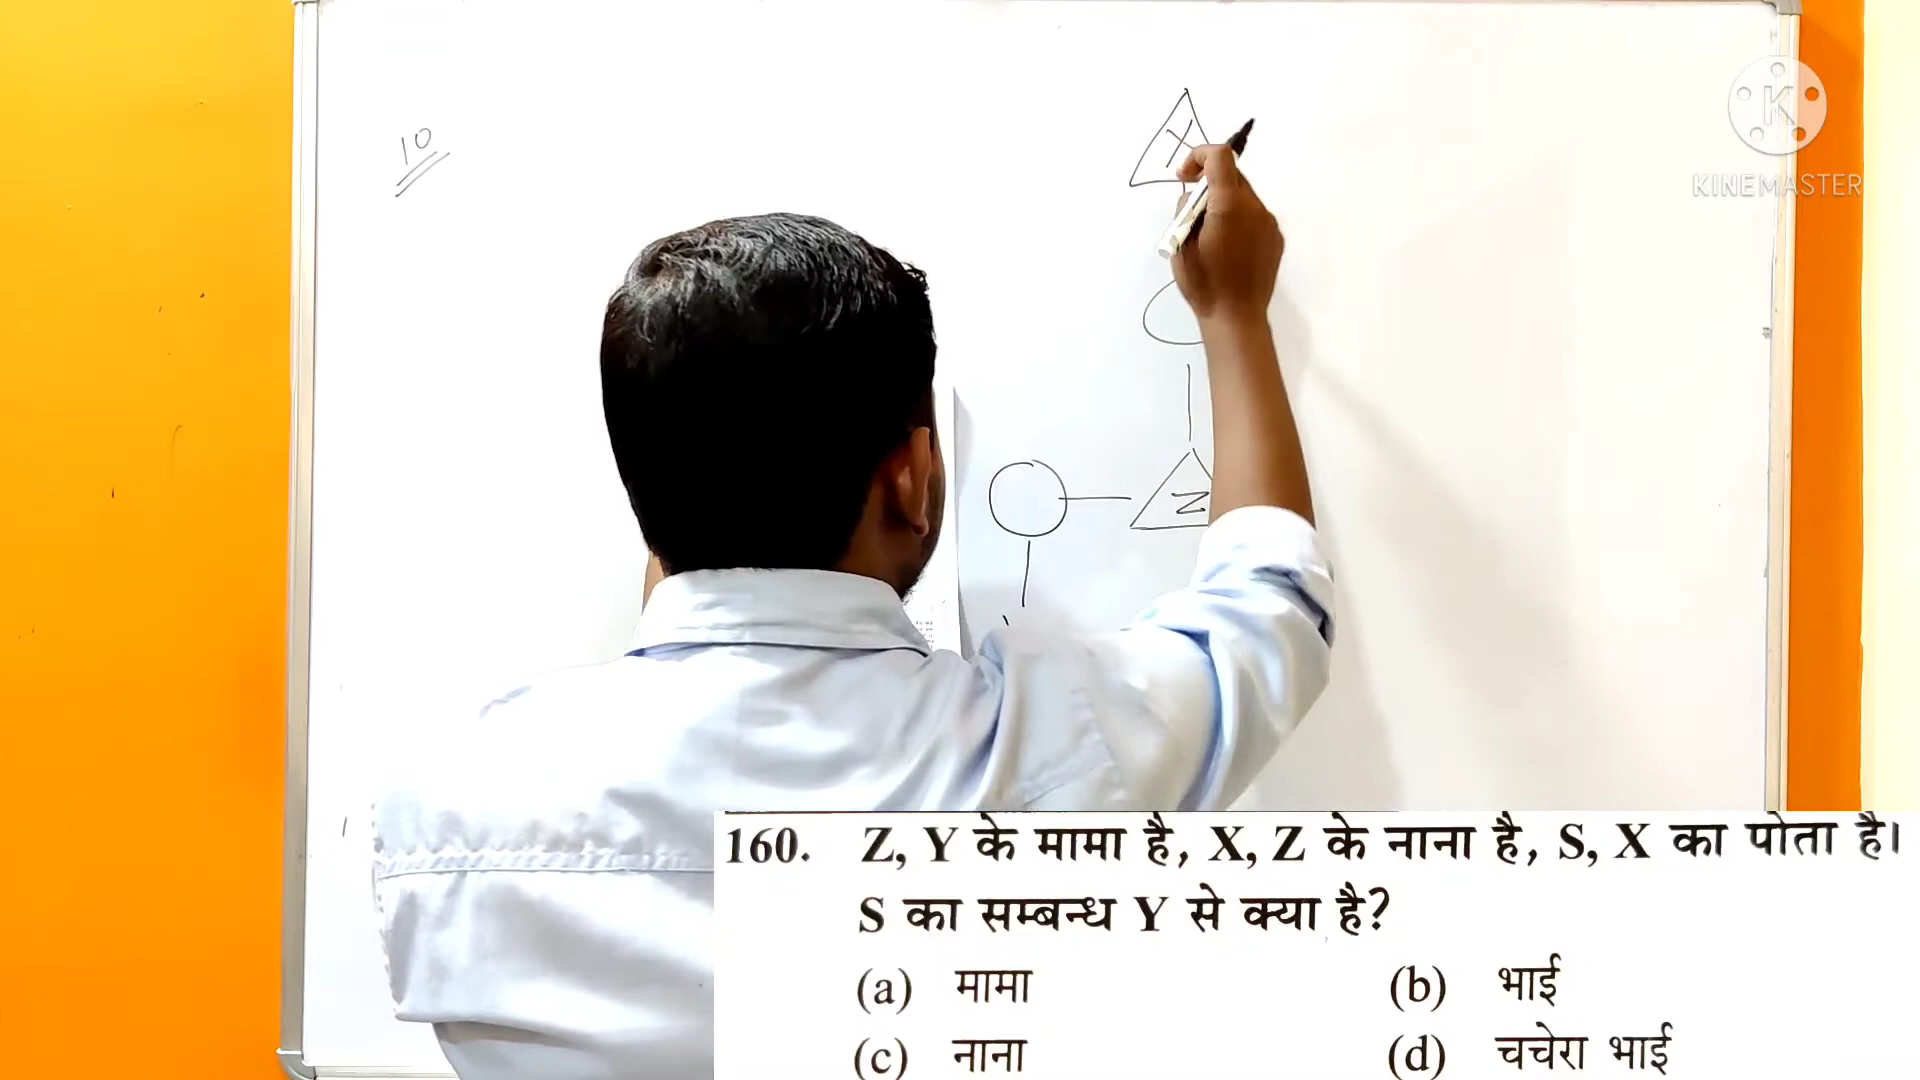 10
X
K
KINEMASTER
Z
160. Z, Y के मामा है, X, Z के नाना है, S, X का पोता है।
S का सम्बन्ध Y से क्या है?
(a) मामा (b) भाई
(c) नाना (d) चचेरा भाई